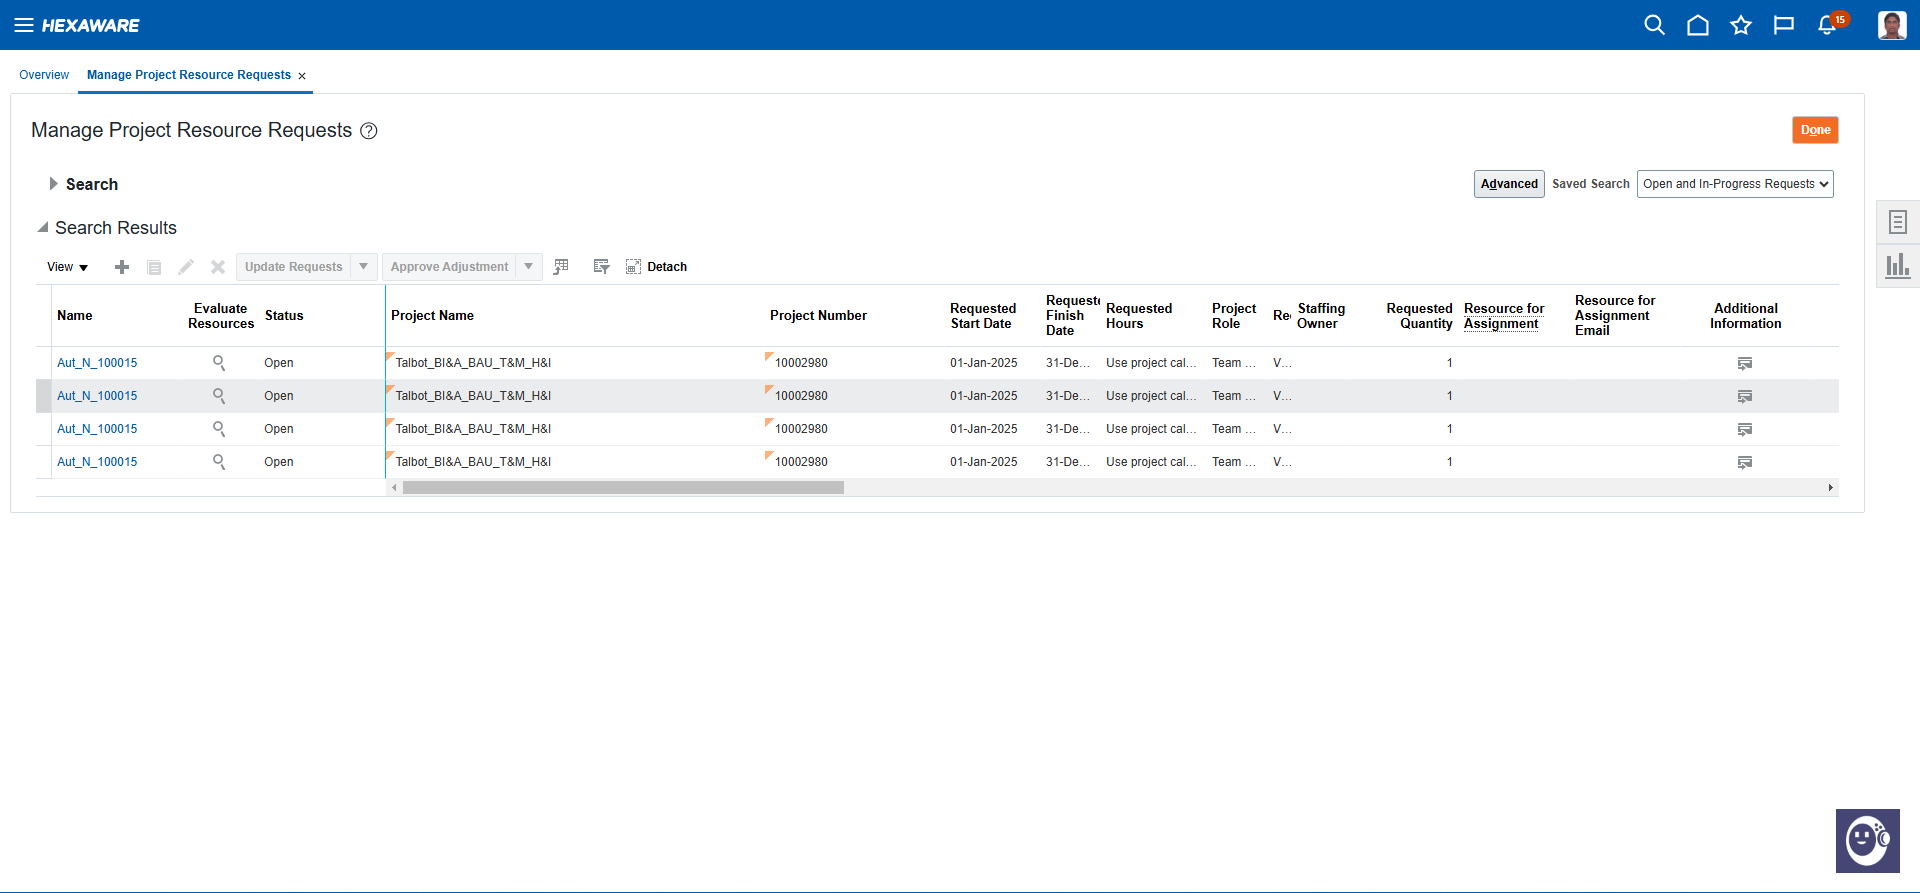 HEXAWARE
15
Overview
Manage Project Resource Requests ×
Manage Project Resource Requests ?
Done
Search
Advanced Saved Search Open and In-Progress Requests
Search Results
View Update Requests Approve Adjustment Detach
Name Evaluate Resources Status Project Name Project Number Requested Start Date Requeste Finish Date Requested Hours Project Role Re Staffing Owner Requested Quantity Resource for Assignment Resource for Assignment Email Additional Information
Aut_N_100015 Open Talbot_BI&A_BAU_T&M_H&I 10002980 01-Jan-2025 31-De... Use project cal... Team ... V... 1
Aut_N_100015 Open Talbot_BI&A_BAU_T&M_H&I 10002980 01-Jan-2025 31-De... Use project cal... Team ... V... 1
Aut_N_100015 Open Talbot_BI&A_BAU_T&M_H&I 10002980 01-Jan-2025 31-De... Use project cal... Team ... V... 1
Aut_N_100015 Open Talbot_BI&A_BAU_T&M_H&I 10002980 01-Jan-2025 31-De... Use project cal... Team ... V... 1